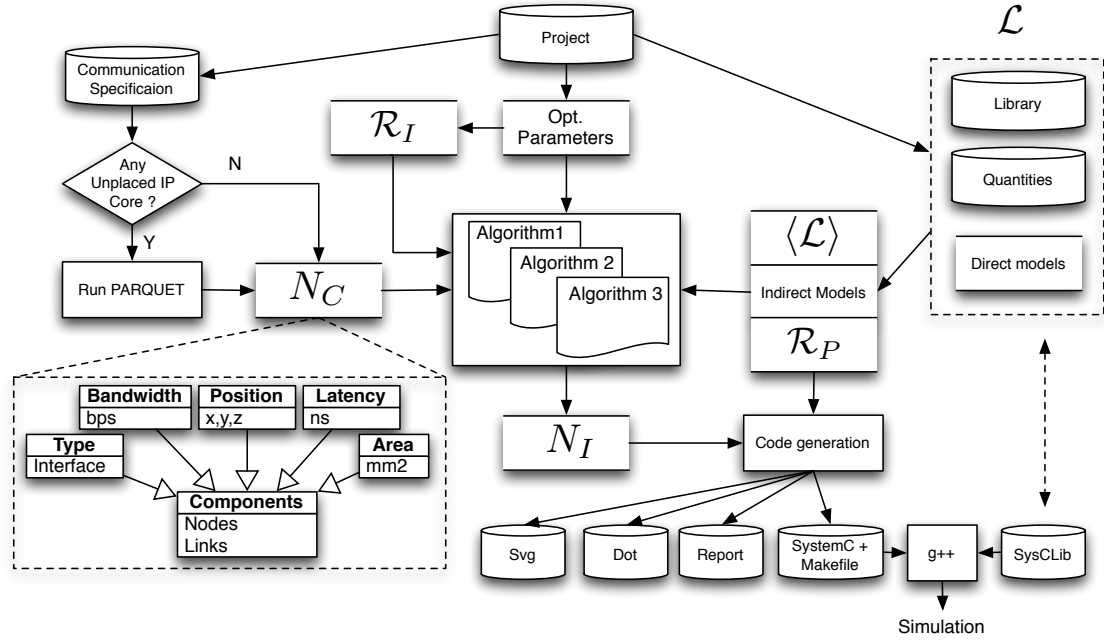 Project
ℒ
Communication
Specificaion
Library
ℛ_I
Opt.
Parameters
Any
Unplaced IP
Core ?
N
Y
Quantities
Algorithm1
Algorithm 2
Algorithm 3
⟨ℒ⟩
Direct models
Run PARQUET
N_C
Indirect Models
ℛ_P
Bandwidth
bps
Position
x,y,z
Latency
ns
Type
Interface
Area
mm2
Components
Nodes
Links
N_I
Code generation
Svg
Dot
Report
SystemC +
Makefile
g++
SysCLib
Simulation